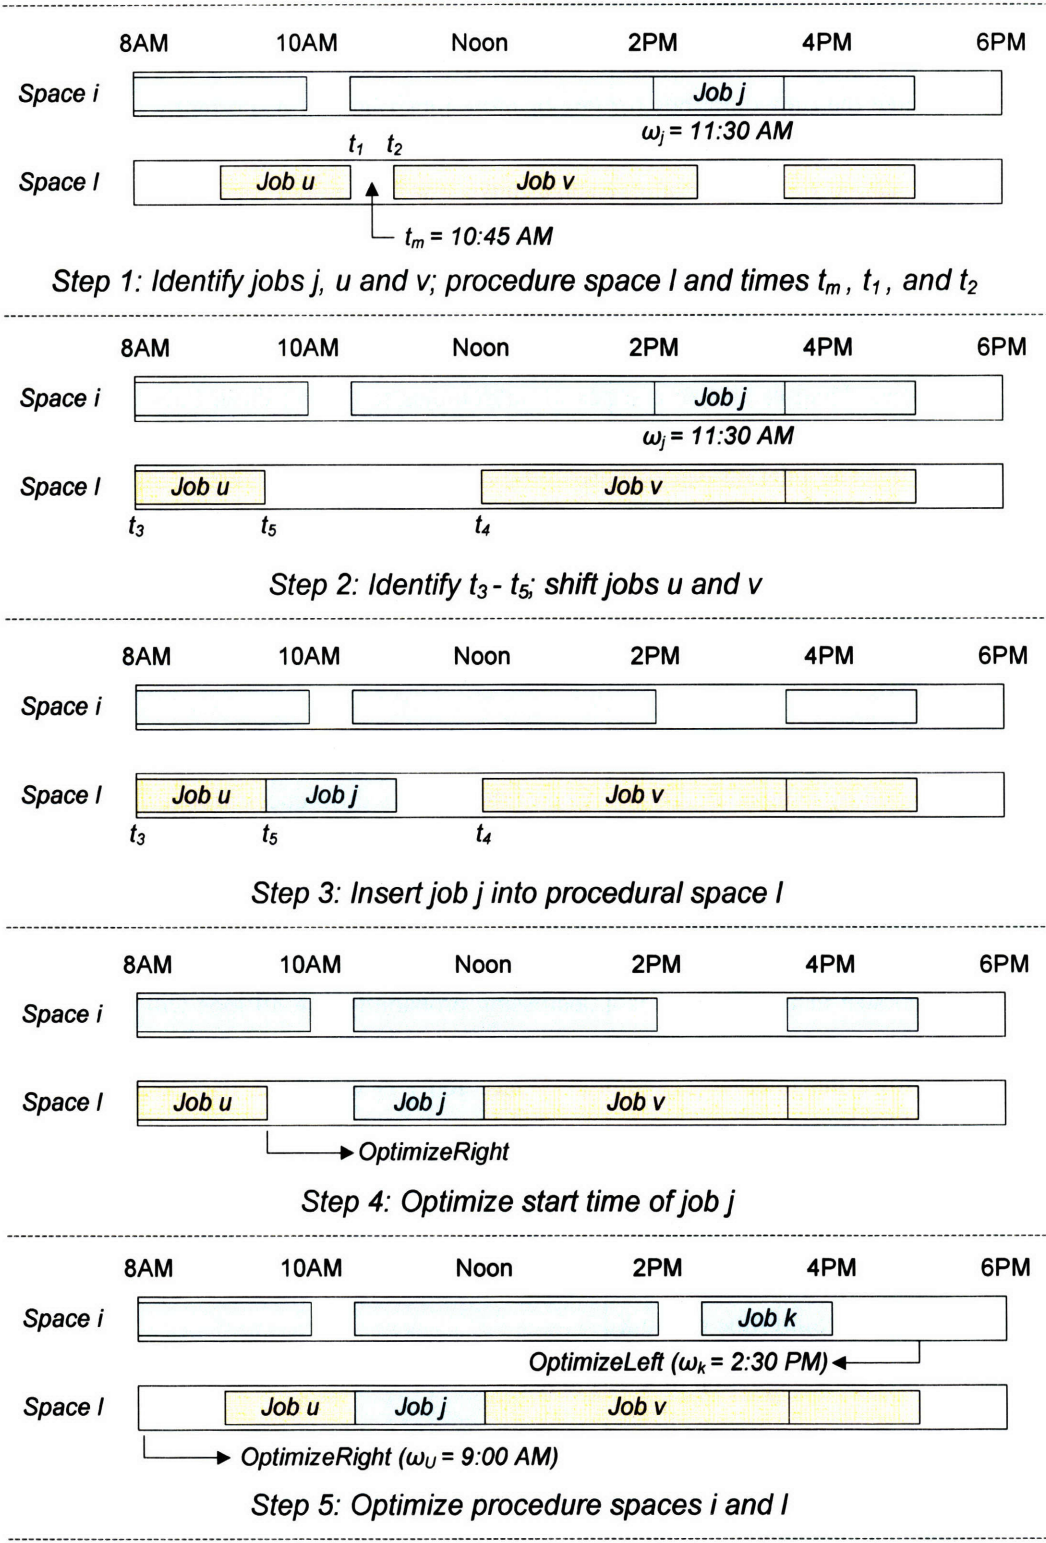 8AM 10AM Noon 2PM 4PM 6PM
Space i Job j
ωj = 11:30 AM
t1 t2
Space l Job u Job v
tm = 10:45 AM
Step 1: Identify jobs j, u and v; procedure space l and times tm , t1 , and t2
8AM 10AM Noon 2PM 4PM 6PM
Space i Job j
ωj = 11:30 AM
Space l Job u Job v
t3 t5 t4
Step 2: Identify t3 - t5; shift jobs u and v
8AM 10AM Noon 2PM 4PM 6PM
Space i
Space l Job u Job j Job v
t3 t5 t4
Step 3: Insert job j into procedural space l
8AM 10AM Noon 2PM 4PM 6PM
Space i
Space l Job u Job j Job v
OptimizeRight
Step 4: Optimize start time of job j
8AM 10AM Noon 2PM 4PM 6PM
Space i Job k
OptimizeLeft (ωk = 2:30 PM)
Space l Job u Job j Job v
OptimizeRight (ωU = 9:00 AM)
Step 5: Optimize procedure spaces i and l